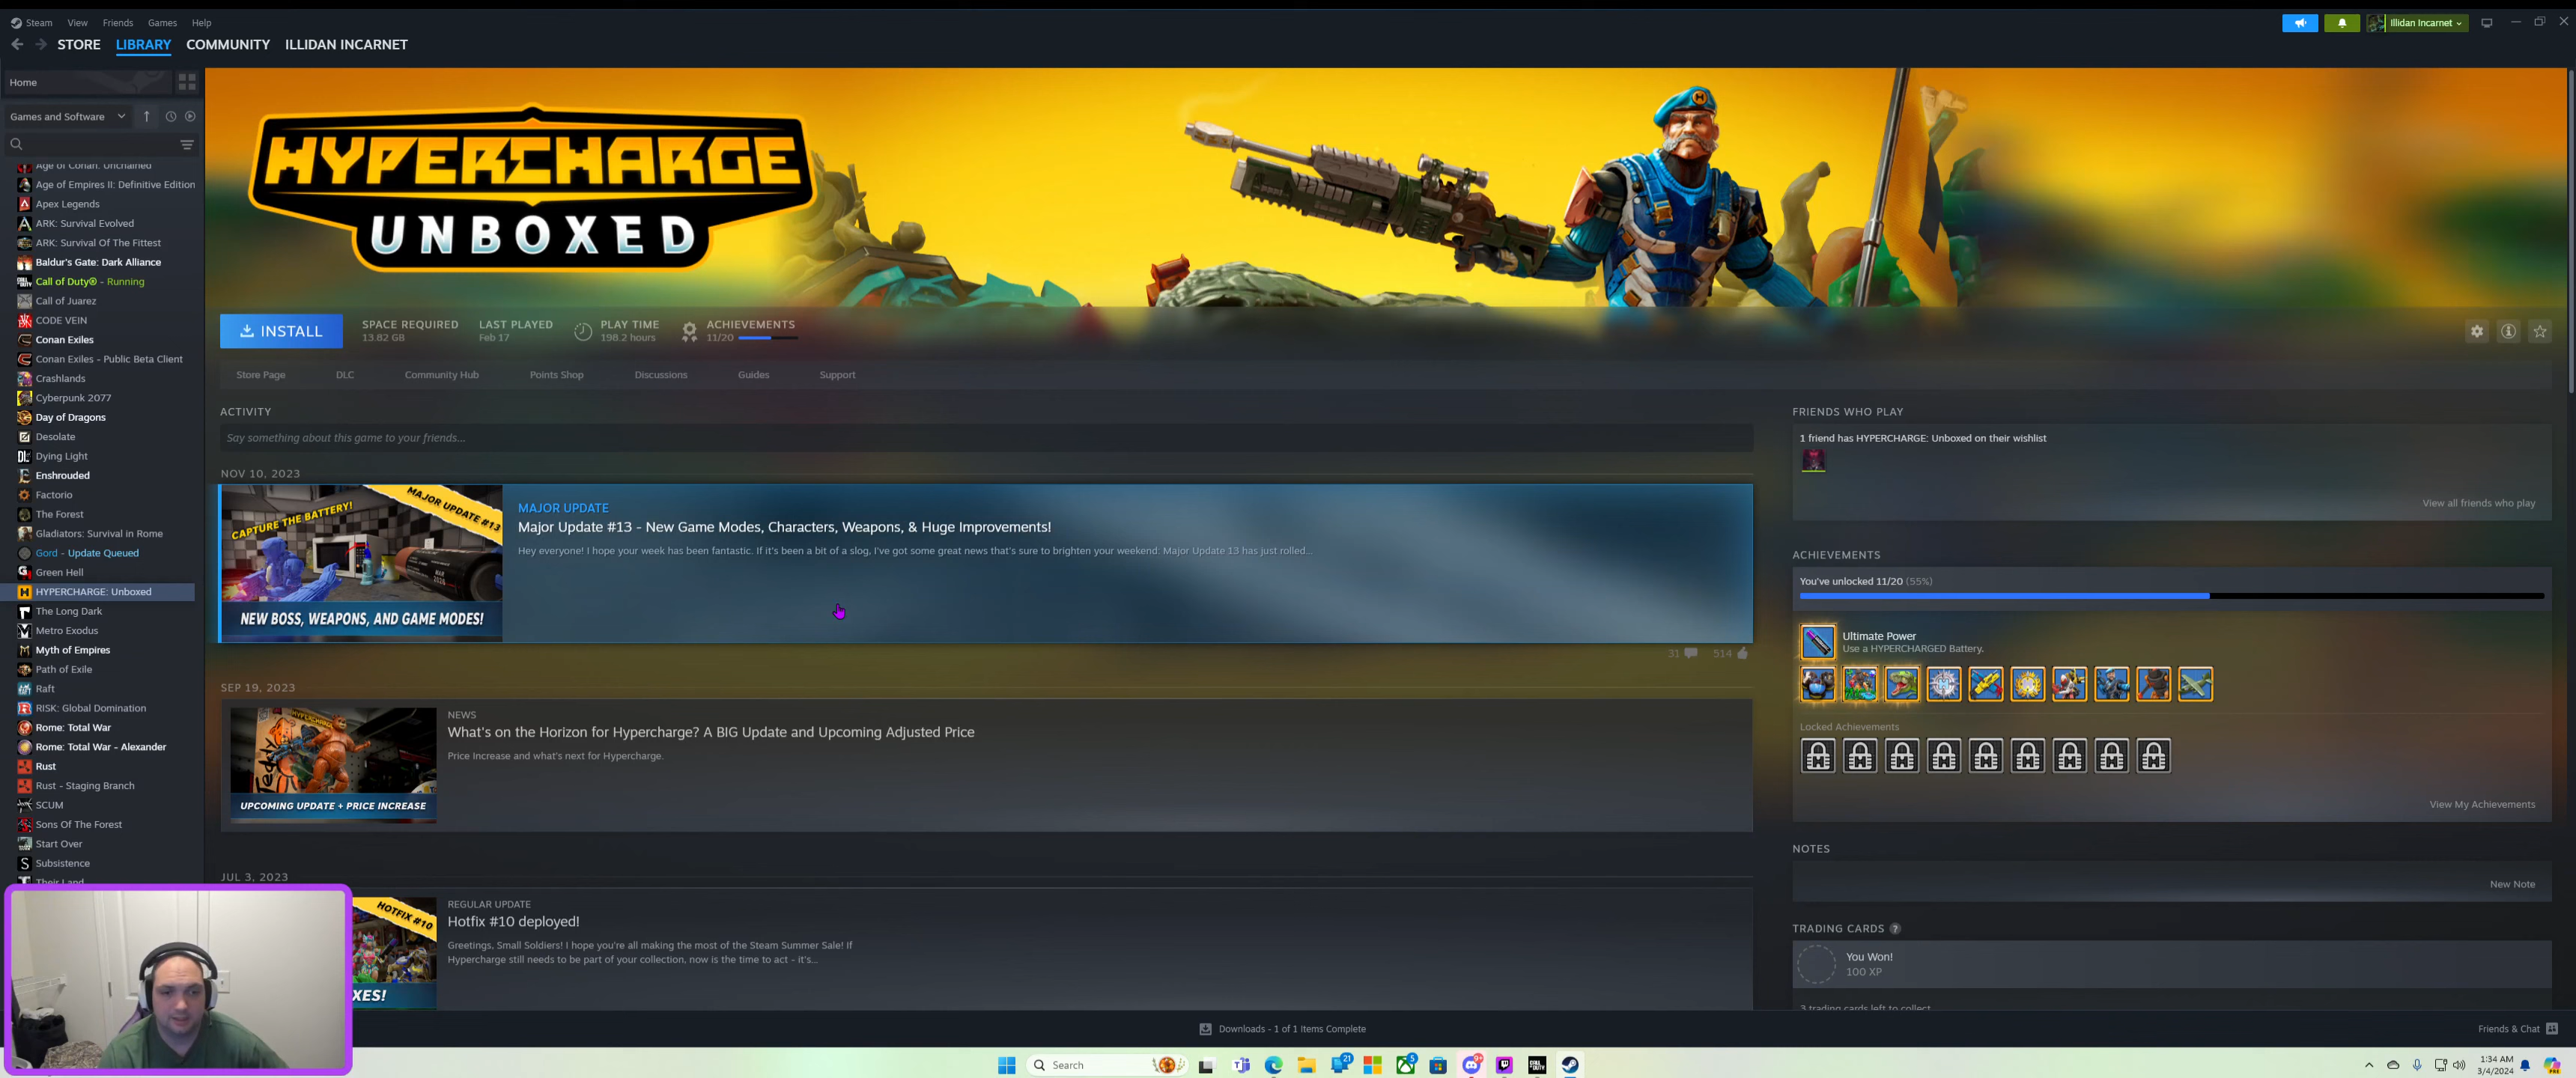 Steam View Friends Games Help
Illidan Incarnet
STORE LIBRARY COMMUNITY ILLIDAN INCARNET
Home
Games and Software
Age of Conan: Unchained
Age of Empires II: Definitive Edition
Apex Legends
ARK: Survival Evolved
ARK: Survival Of The Fittest
Baldur's Gate: Dark Alliance
Call of Duty® - Running
Call of Juarez
CODE VEIN
Conan Exiles
Conan Exiles - Public Beta Client
Crashlands
Cyberpunk 2077
Day of Dragons
Desolate
Dying Light
Enshrouded
Factorio
The Forest
Gladiators: Survival in Rome
Gord - Update Queued
Green Hell
HYPERCHARGE: Unboxed
The Long Dark
Metro Exodus
Myth of Empires
Path of Exile
Raft
RISK: Global Domination
Rome: Total War
Rome: Total War - Alexander
Rust
Rust - Staging Branch
SCUM
Sons Of The Forest
Start Over
Subsistence
Their Land
HYPERCHARGE
UNBOXED
INSTALL
SPACE REQUIRED
13.82 GB
LAST PLAYED
Feb 17
PLAY TIME
198.2 hours
ACHIEVEMENTS
11/20
Store Page DLC Community Hub Points Shop Discussions Guides Support
ACTIVITY
Say something about this game to your friends...
NOV 10, 2023
CAPTURE THE BATTERY!
MAJOR UPDATE #13
NEW BOSS, WEAPONS, AND GAME MODES!
MAJOR UPDATE
Major Update #13 - New Game Modes, Characters, Weapons, & Huge Improvements!
Hey everyone! I hope your week has been fantastic. If it's been a bit of a slog, I've got some great news that's sure to brighten your weekend: Major Update 13 has just rolled...
31 514
SEP 19, 2023
UPCOMING UPDATE + PRICE INCREASE
NEWS
What's on the Horizon for Hypercharge? A BIG Update and Upcoming Adjusted Price
Price Increase and what's next for Hypercharge.
JUL 3, 2023
HOTFIX #10
XES!
REGULAR UPDATE
Hotfix #10 deployed!
Greetings, Small Soldiers! I hope you're all making the most of the Steam Summer Sale! If
Hypercharge still needs to be part of your collection, now is the time to act - it's...
FRIENDS WHO PLAY
1 friend has HYPERCHARGE: Unboxed on their wishlist
View all friends who play
ACHIEVEMENTS
You've unlocked 11/20 (55%)
Ultimate Power
Use a HYPERCHARGED Battery.
Locked Achievements
View My Achievements
NOTES
New Note
TRADING CARDS ?
You Won!
100 XP
3 trading cards left to collect
Downloads - 1 of 1 Items Complete
Friends & Chat
Search
21
5
9+
1:34 AM
3/4/2024